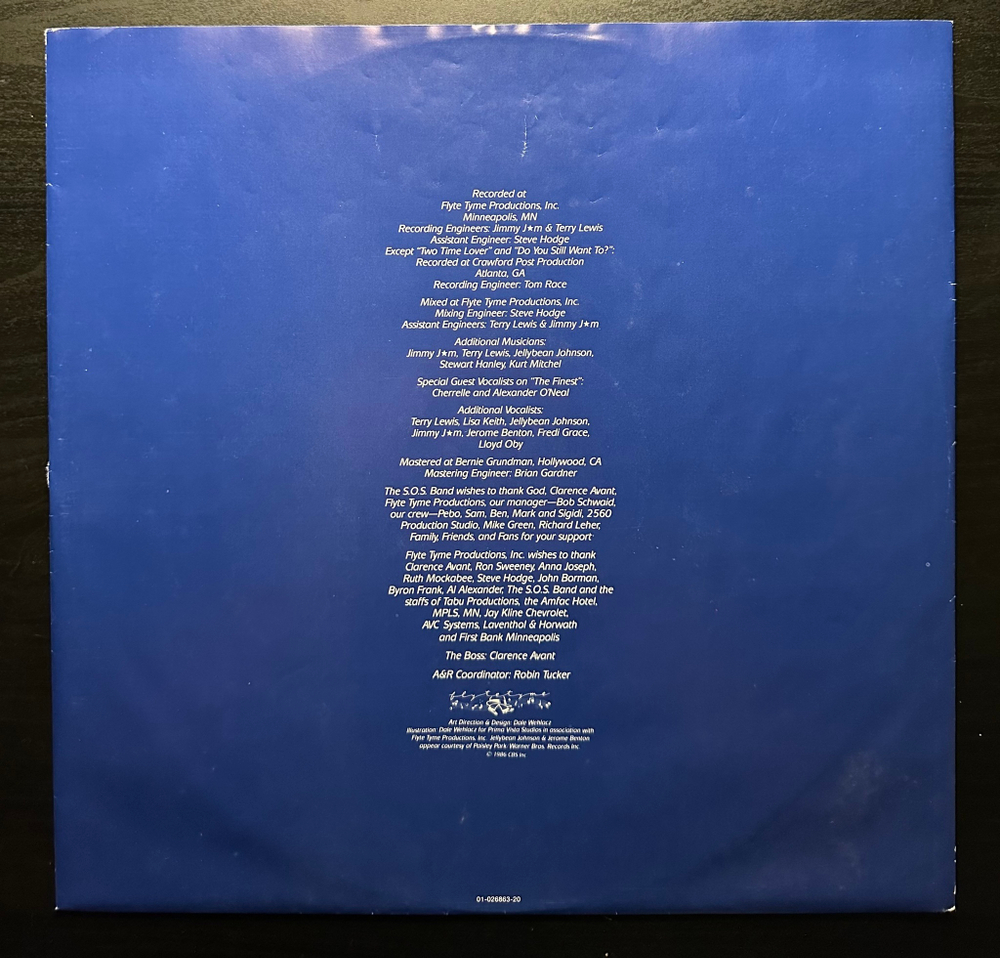 Recorded at
Flyte Tyme Productions, Inc.
Minneapolis, MN
Recording Engineers: Jimmy J★m & Terry Lewis
Assistant Engineer: Steve Hodge
Except "Two Time Lover" and "Do You Still Want To?":
Recorded at Crawford Post Production
Atlanta, GA
Recording Engineer: Tom Race
Mixed at Flyte Tyme Productions, Inc.
Mixing Engineer: Steve Hodge
Assistant Engineers: Terry Lewis & Jimmy J★m
Additional Musicians:
Jimmy J★m, Terry Lewis, Jellybean Johnson,
Stewart Hanley, Kurt Mitchel
Special Guest Vocalists on "The Finest":
Cherrelle and Alexander O'Neal
Additional Vocalists:
Terry Lewis, Lisa Keith, Jellybean Johnson,
Jimmy J★m, Jerome Benton, Fredi Grace,
Lloyd Oby
Mastered at Bernie Grundman, Hollywood, CA
Mastering Engineer: Brian Gardner
The S.O.S. Band wishes to thank God, Clarence Avant,
Flyte Tyme Productions, our manager—Bob Schwaid,
our crew—Pebo, Sam, Ben, Mark and Sigidi, 2560
Production Studio, Mike Green, Richard Leher,
Family, Friends, and Fans for your support
Flyte Tyme Productions, Inc. wishes to thank
Clarence Avant, Ron Sweeney, Anna Joseph,
Ruth Mockabee, Steve Hodge, John Borman,
Byron Frank, Al Alexander, The S.O.S. Band and the
staffs of Tabu Productions, the Amfac Hotel,
MPLS, MN, Jay Kline Chevrolet,
AVC Systems, Laventhol & Horwath
and First Bank Minneapolis
The Boss: Clarence Avant
A&R Coordinator: Robin Tucker
flytetyme
Art Direction & Design: Dale Wehlacz
Illustration: Dale Wehlacz for Prima Vista Studios in association with
Flyte Tyme Productions, Inc. Jellybean Johnson & Jerome Benton
appear courtesy of Paisley Park Warner Bros. Records Inc.
© 1986 CBS Inc
01-026863-20